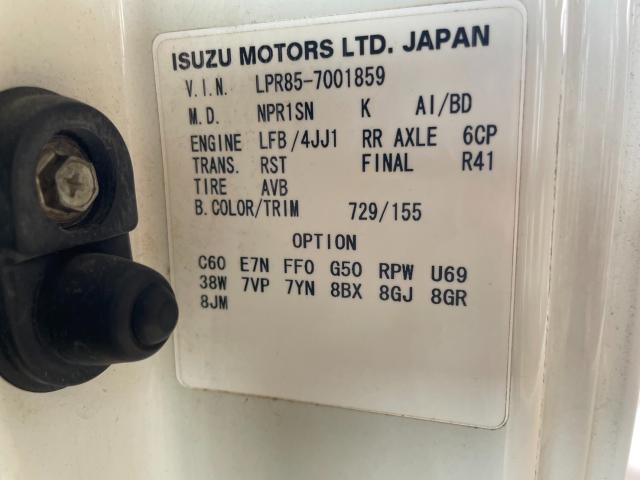 ISUZU MOTORS LTD. JAPAN
V.I.N. LPR85-7001859
M.D. NPR1SN K AI/BD
ENGINE LFB/4JJ1 RR AXLE 6CP
TRANS. RST FINAL R41
TIRE AVB
B.COLOR/TRIM 729/155
OPTION
C60 E7N FF0 G50 RPW U69
38W 7VP 7YN 8BX 8GJ 8GR
8JM